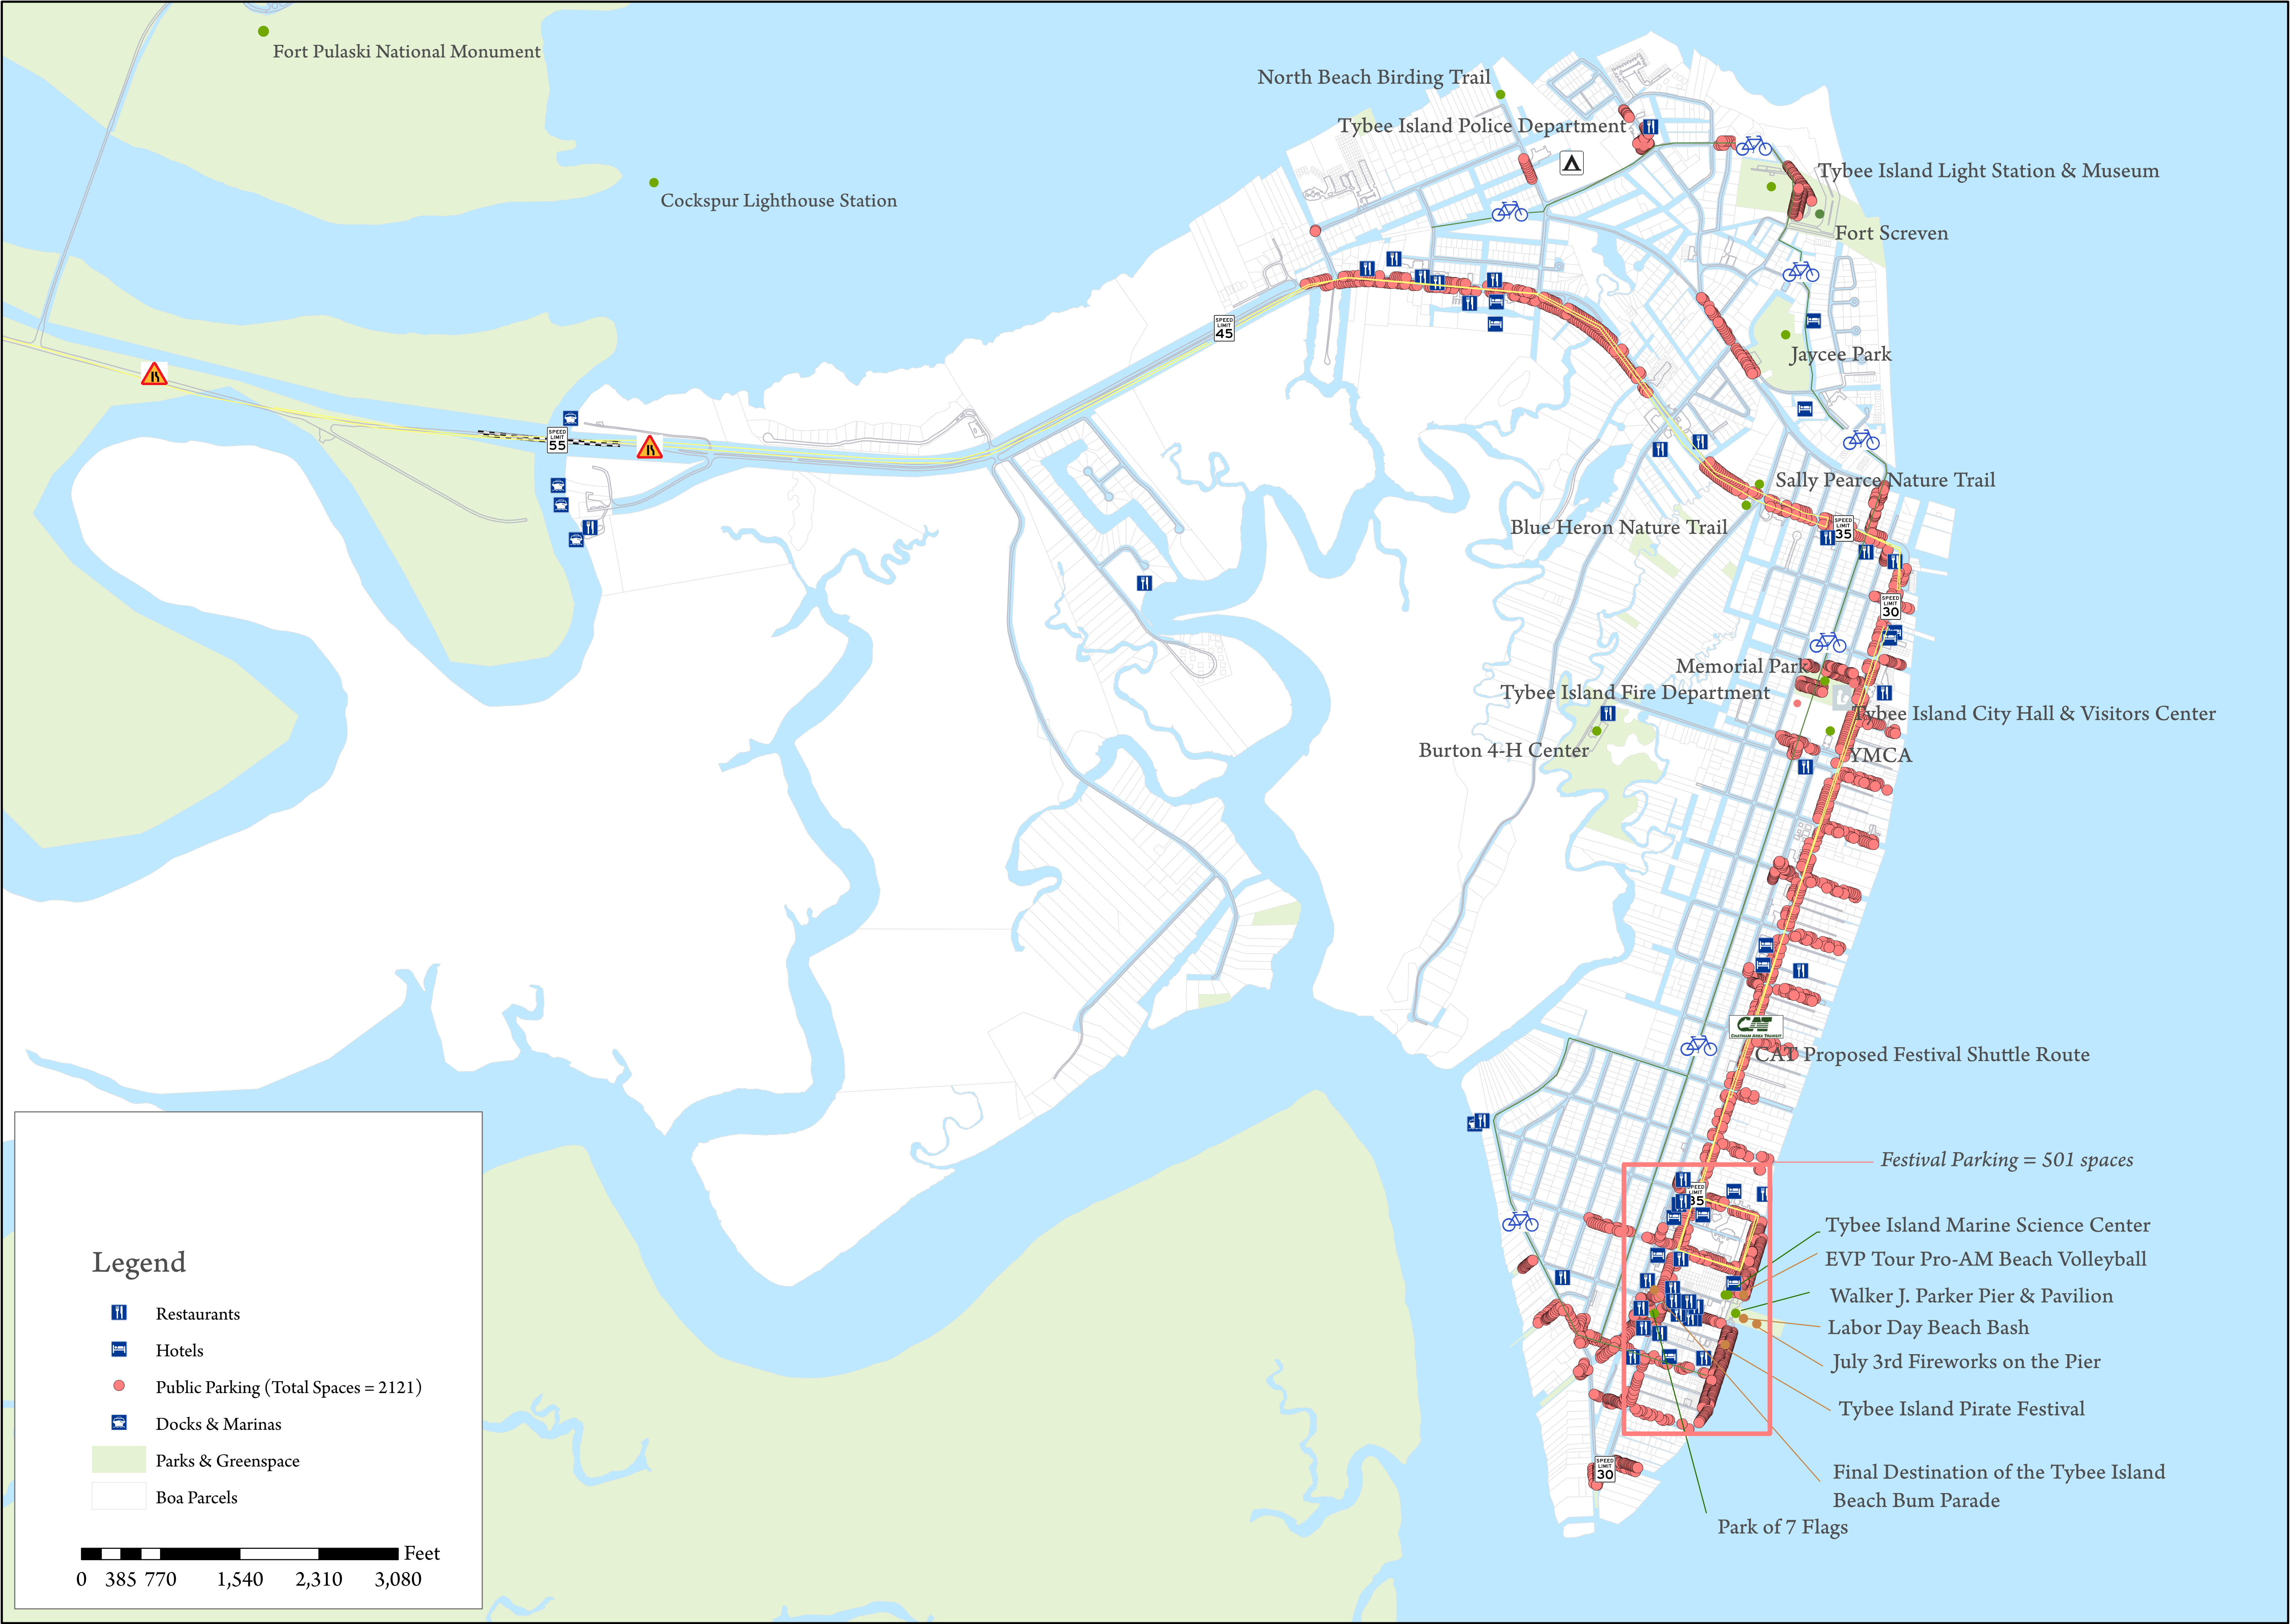 Fort Pulaski National Monument
North Beach Birding Trail
Tybee Island Police Department
Tybee Island Light Station & Museum
Cockspur Lighthouse Station
Fort Screven
SPEED
LIMIT
45
Jaycee Park
SPEED
LIMIT
55
Sally Pearce Nature Trail
Blue Heron Nature Trail
SPEED
LIMIT
35
SPEED
LIMIT
30
Memorial Park
Tybee Island Fire Department
Tybee Island City Hall & Visitors Center
Burton 4-H Center
YMCA
CAT
CHATHAM AREA TRANSIT
CAT Proposed Festival Shuttle Route
Festival Parking = 501 spaces
SPEED
LIMIT
35
Tybee Island Marine Science Center
EVP Tour Pro-AM Beach Volleyball
Walker J. Parker Pier & Pavilion
Labor Day Beach Bash
July 3rd Fireworks on the Pier
Tybee Island Pirate Festival
SPEED
LIMIT
30
Final Destination of the Tybee Island
Beach Bum Parade
Park of 7 Flags
Legend
Restaurants
Hotels
Public Parking (Total Spaces = 2121)
Docks & Marinas
Parks & Greenspace
Boa Parcels
Feet
0 385 770 1,540 2,310 3,080